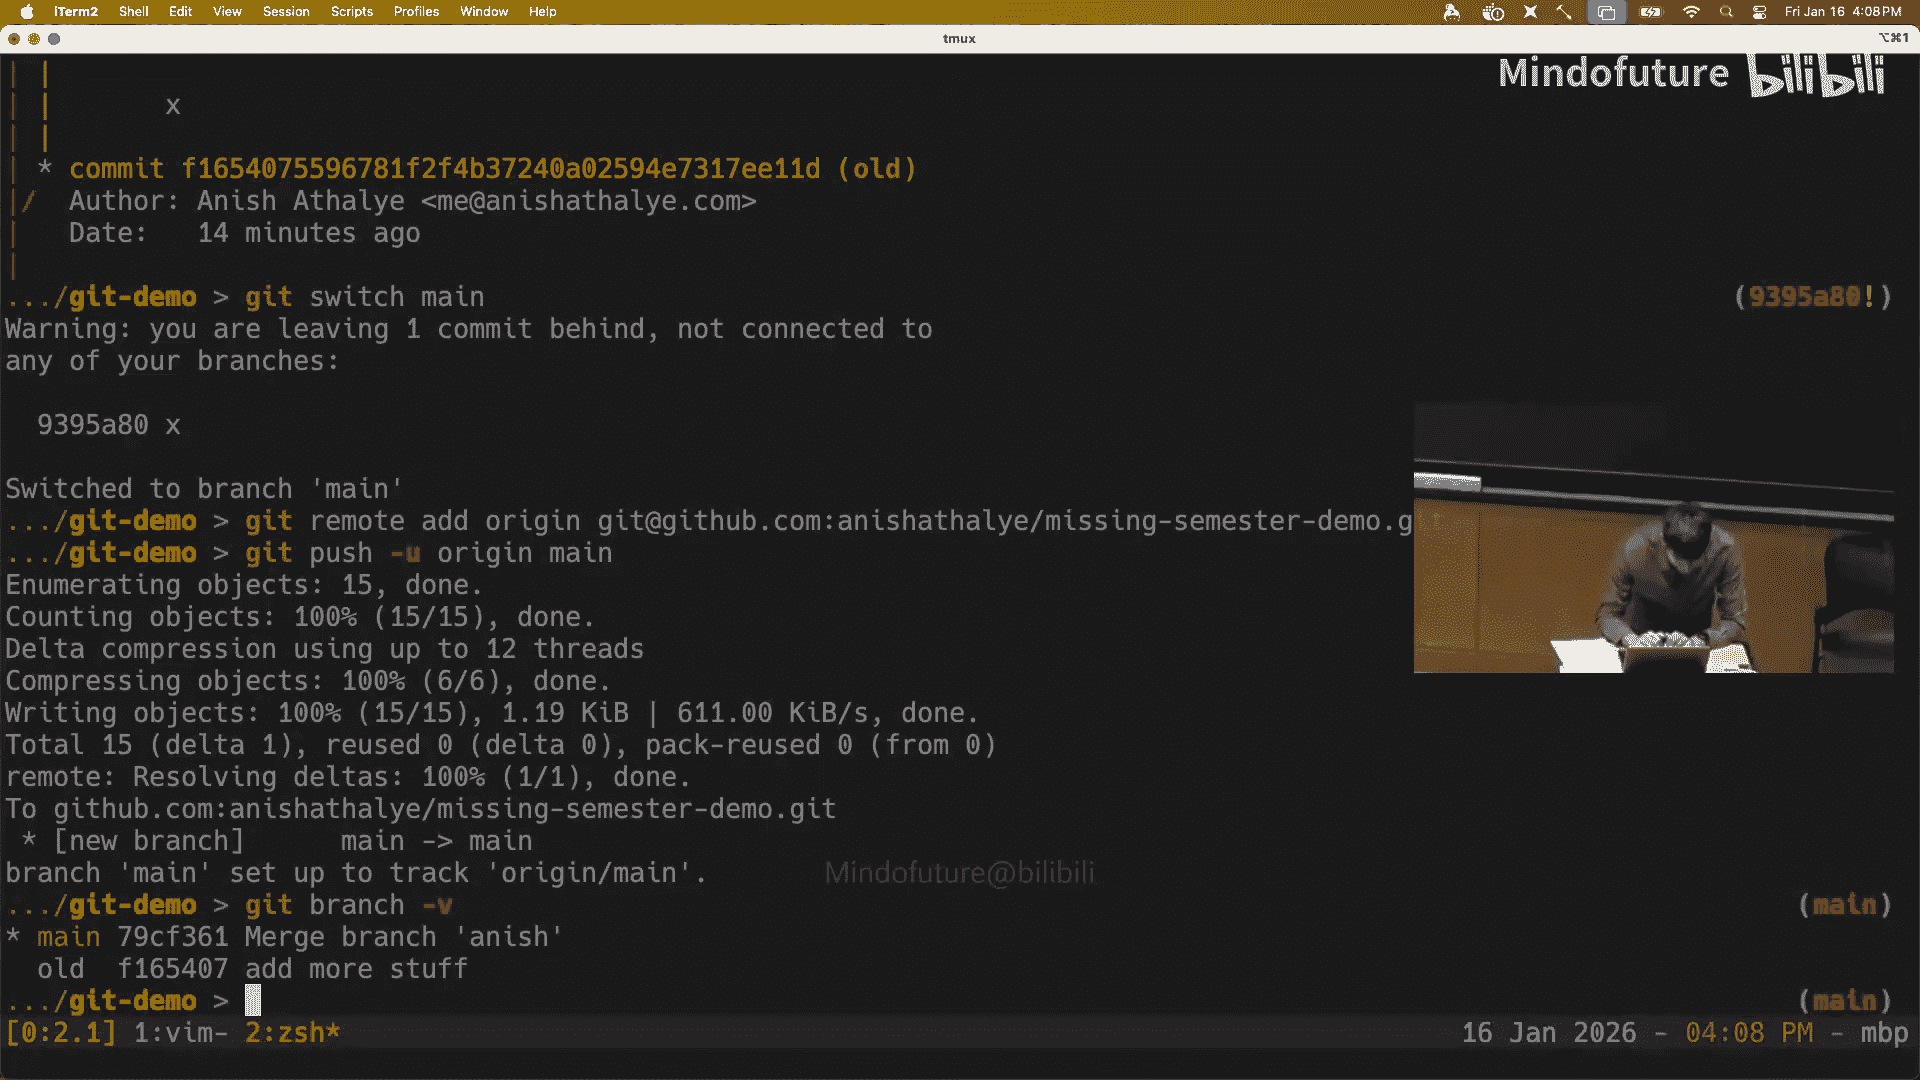 iTerm2 Shell Edit View Session Scripts Profiles Window Help Fri Jan 16 4:08 PM
tmux ⌥⌘1
Mindofuture bilibili
x
* commit f1654075596781f2f4b37240a02594e7317ee11d (old)
Author: Anish Athalye <me@anishathalye.com>
Date: 14 minutes ago
.../git-demo > git switch main (9395a80!)
Warning: you are leaving 1 commit behind, not connected to
any of your branches:
9395a80 x
Switched to branch 'main'
.../git-demo > git remote add origin git@github.com:anishathalye/missing-semester-demo.git
.../git-demo > git push -u origin main
Enumerating objects: 15, done.
Counting objects: 100% (15/15), done.
Delta compression using up to 12 threads
Compressing objects: 100% (6/6), done.
Writing objects: 100% (15/15), 1.19 KiB | 611.00 KiB/s, done.
Total 15 (delta 1), reused 0 (delta 0), pack-reused 0 (from 0)
remote: Resolving deltas: 100% (1/1), done.
To github.com:anishathalye/missing-semester-demo.git
* [new branch] main -> main
branch 'main' set up to track 'origin/main'.
Mindofuture@bilibili
.../git-demo > git branch -v (main)
* main 79cf361 Merge branch 'anish'
old f165407 add more stuff
.../git-demo > (main)
[0:2.1] 1:vim- 2:zsh* 16 Jan 2026 - 04:08 PM - mbp